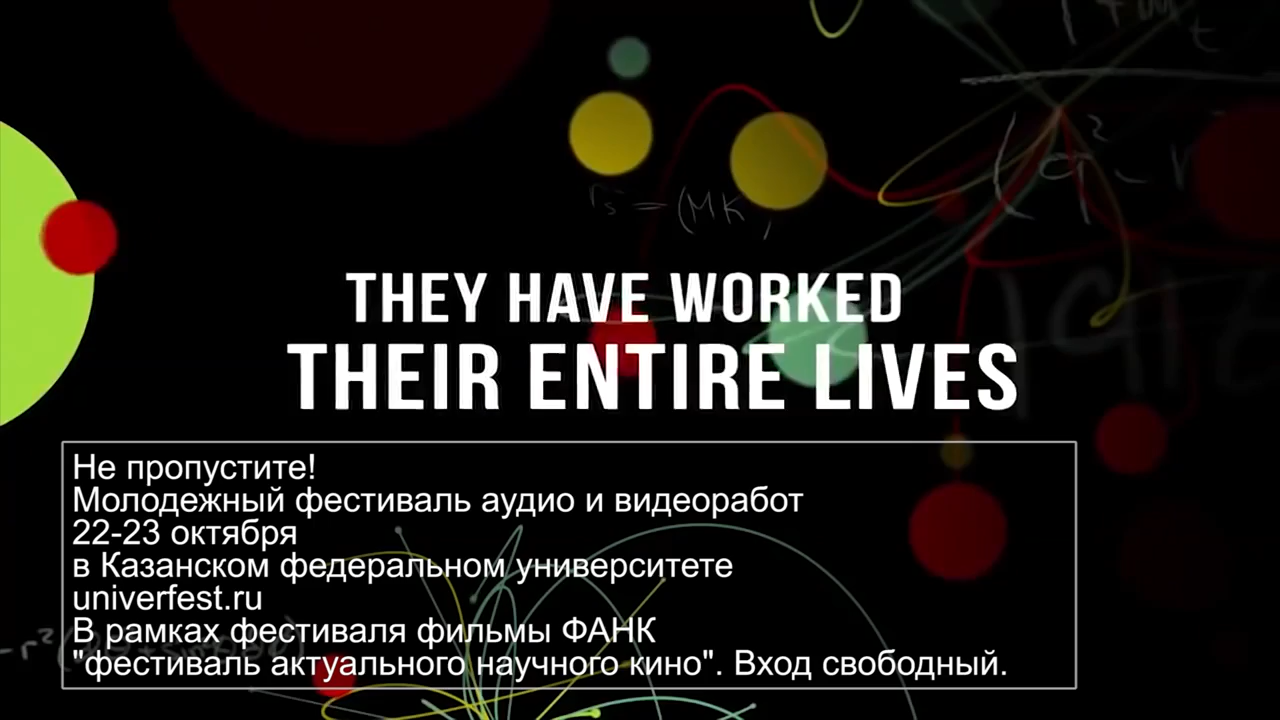 THEY HAVE WORKED
THEIR ENTIRE LIVES
Не пропустите!
Молодежный фестиваль аудио и видеоработ
22-23 октября
в Казанском федеральном университете
univerfest.ru
В рамках фестиваля фильмы ФАНК
"фестиваль актуального научного кино". Вход свободный.